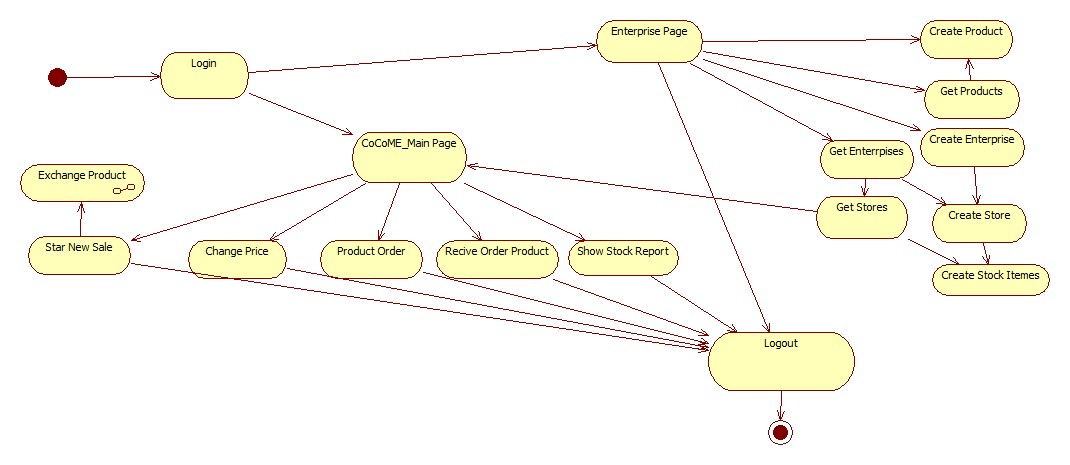 Enterprise Page
Create Product
Login
Get Products
CoCoME_Main Page
Create Enterprise
Get Enterrpises
Exchange Product
Get Stores
Create Store
Star New Sale
Change Price
Product Order
Recive Order Product
Show Stock Report
Create Stock Itemes
Logout